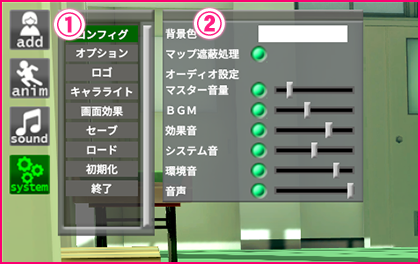 add
anim
sound
system
①
ンフィグ
オプション
ロゴ
キャラライト
画面効果
セーブ
ロード
初期化
終了
②
背景色
マップ遮蔽処理
オーディオ設定
マスター音量
BGM
効果音
システム音
環境音
音声